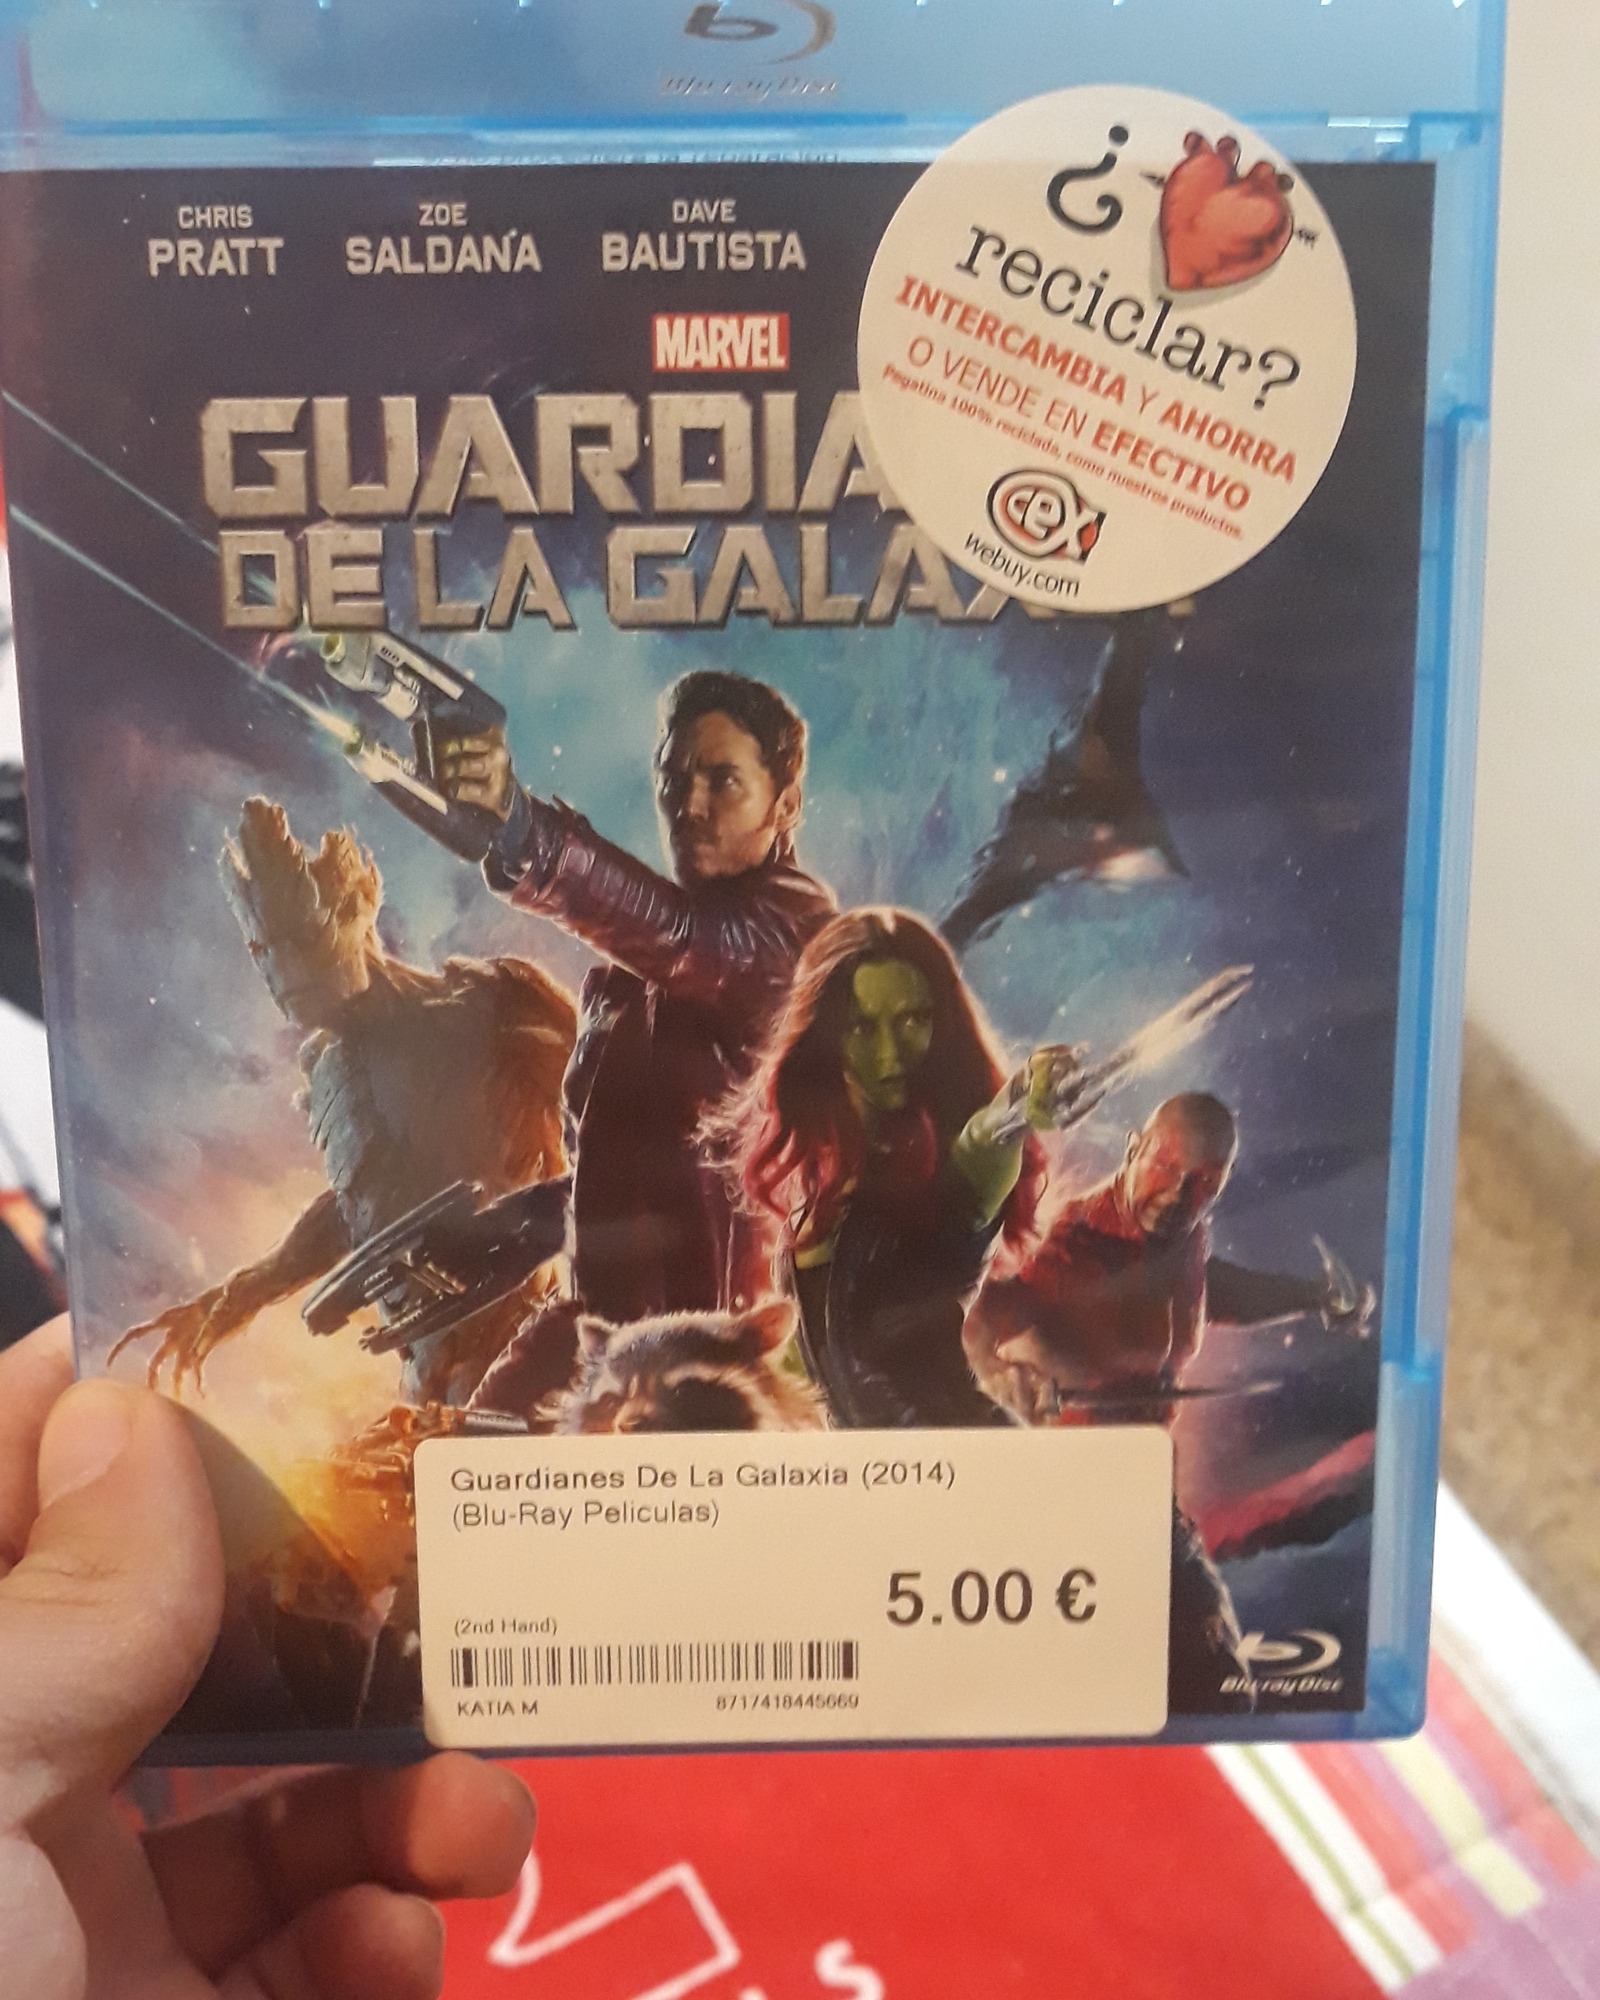 Blu-ray Disc
CHRIS PRATT
ZOE SALDANA
DAVE BAUTISTA
MARVEL
GUARDIA
DE LA GALAX
¿
reciclar?
INTERCAMBIA Y AHORRA
O VENDE EN EFECTIVO
Pegatina 100% reciclada, como nuestros productos.
cex
webuy.com
Guardianes De La Galaxia (2014)
(Blu-Ray Peliculas)
5.00 €
(2nd Hand)
KATIA M 8717418445669
Blu-ray Disc